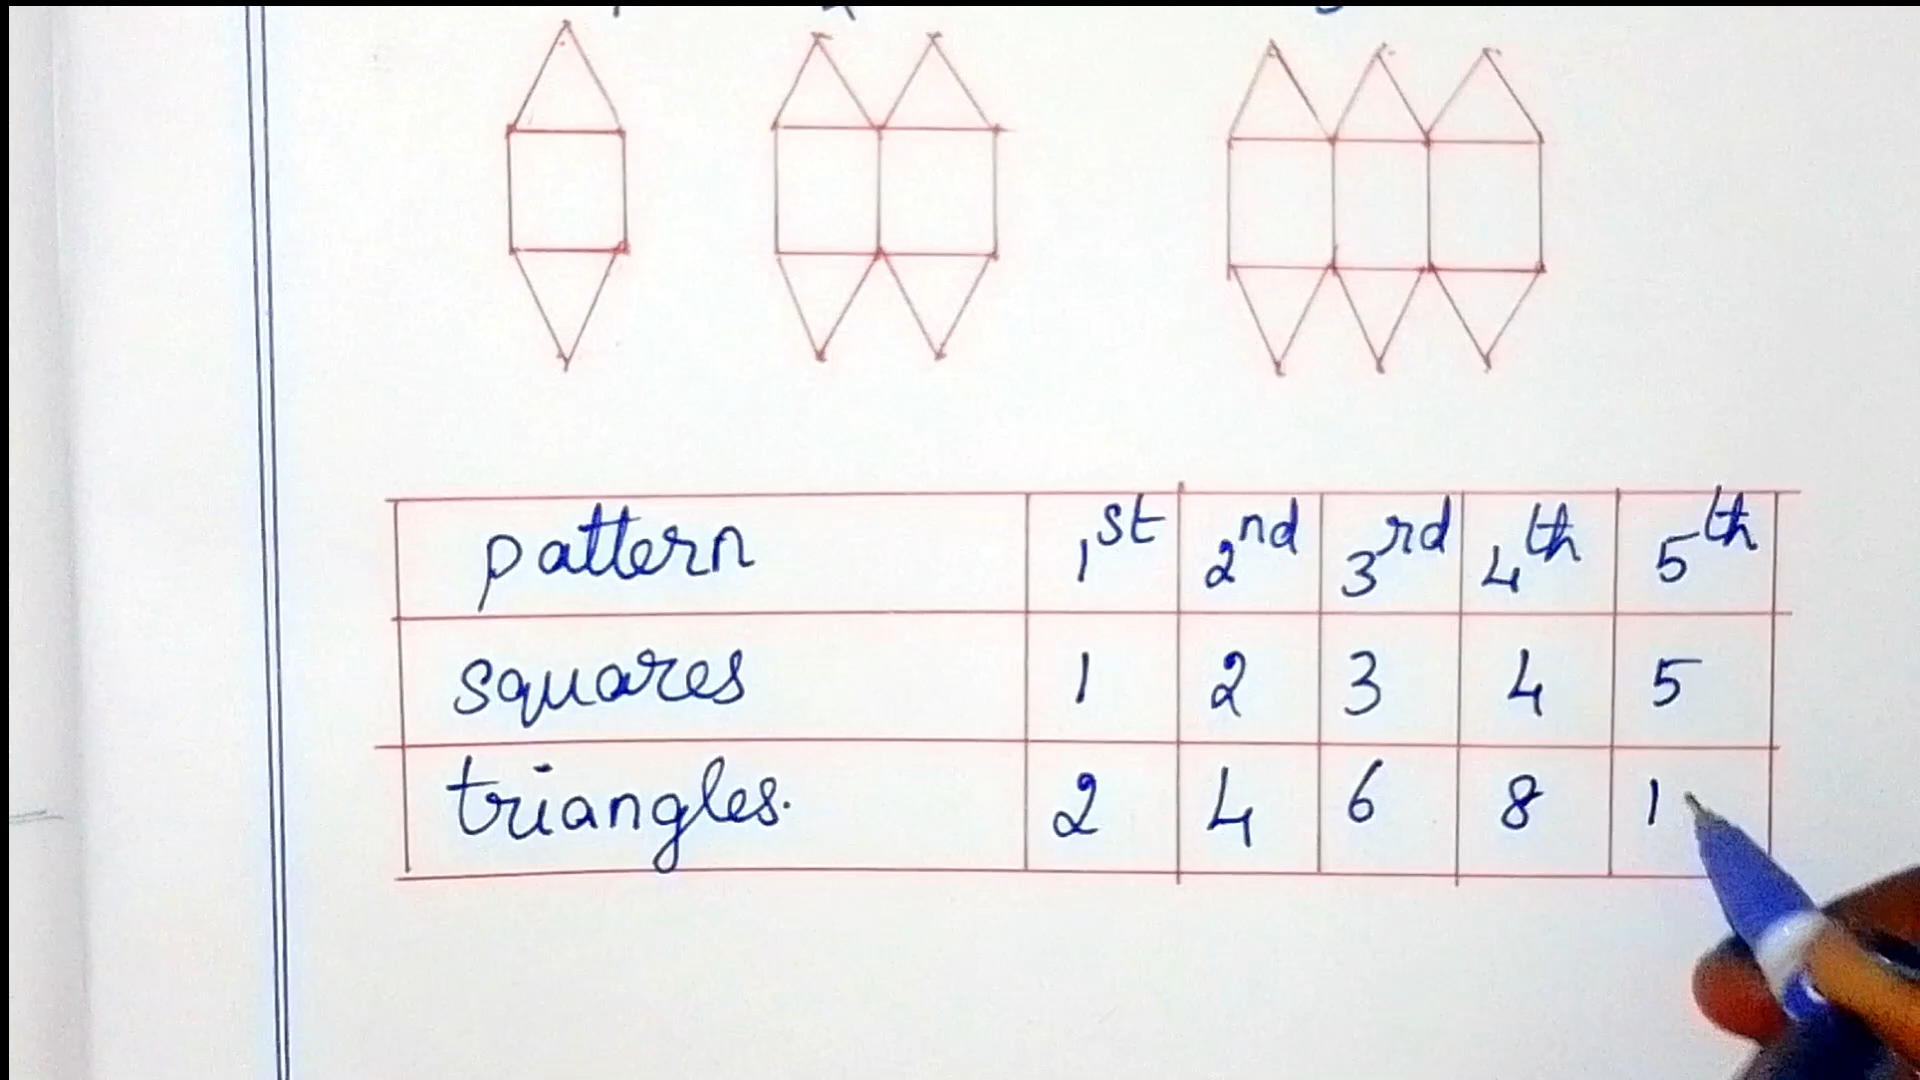 pattern 1st 2nd 3rd 4th 5th
squares 1 2 3 4 5
triangles. 2 4 6 8 1